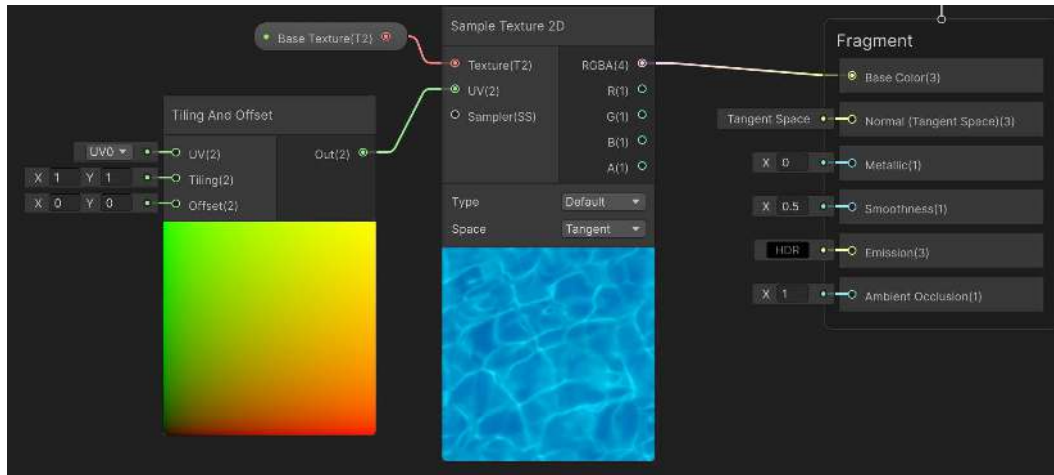 Base Texture(T2)
Tiling And Offset
UV0
UV(2)
Out(2)
X 1 Y 1
Tiling(2)
X 0 Y 0
Offset(2)
Sample Texture 2D
Texture(T2)
RGBA(4)
UV(2)
R(1)
Sampler(SS)
G(1)
B(1)
A(1)
Type
Default
Space
Tangent
Fragment
Base Color(3)
Tangent Space
Normal (Tangent Space)(3)
X 0
Metallic(1)
X 0.5
Smoothness(1)
HDR
Emission(3)
X 1
Ambient Occlusion(1)